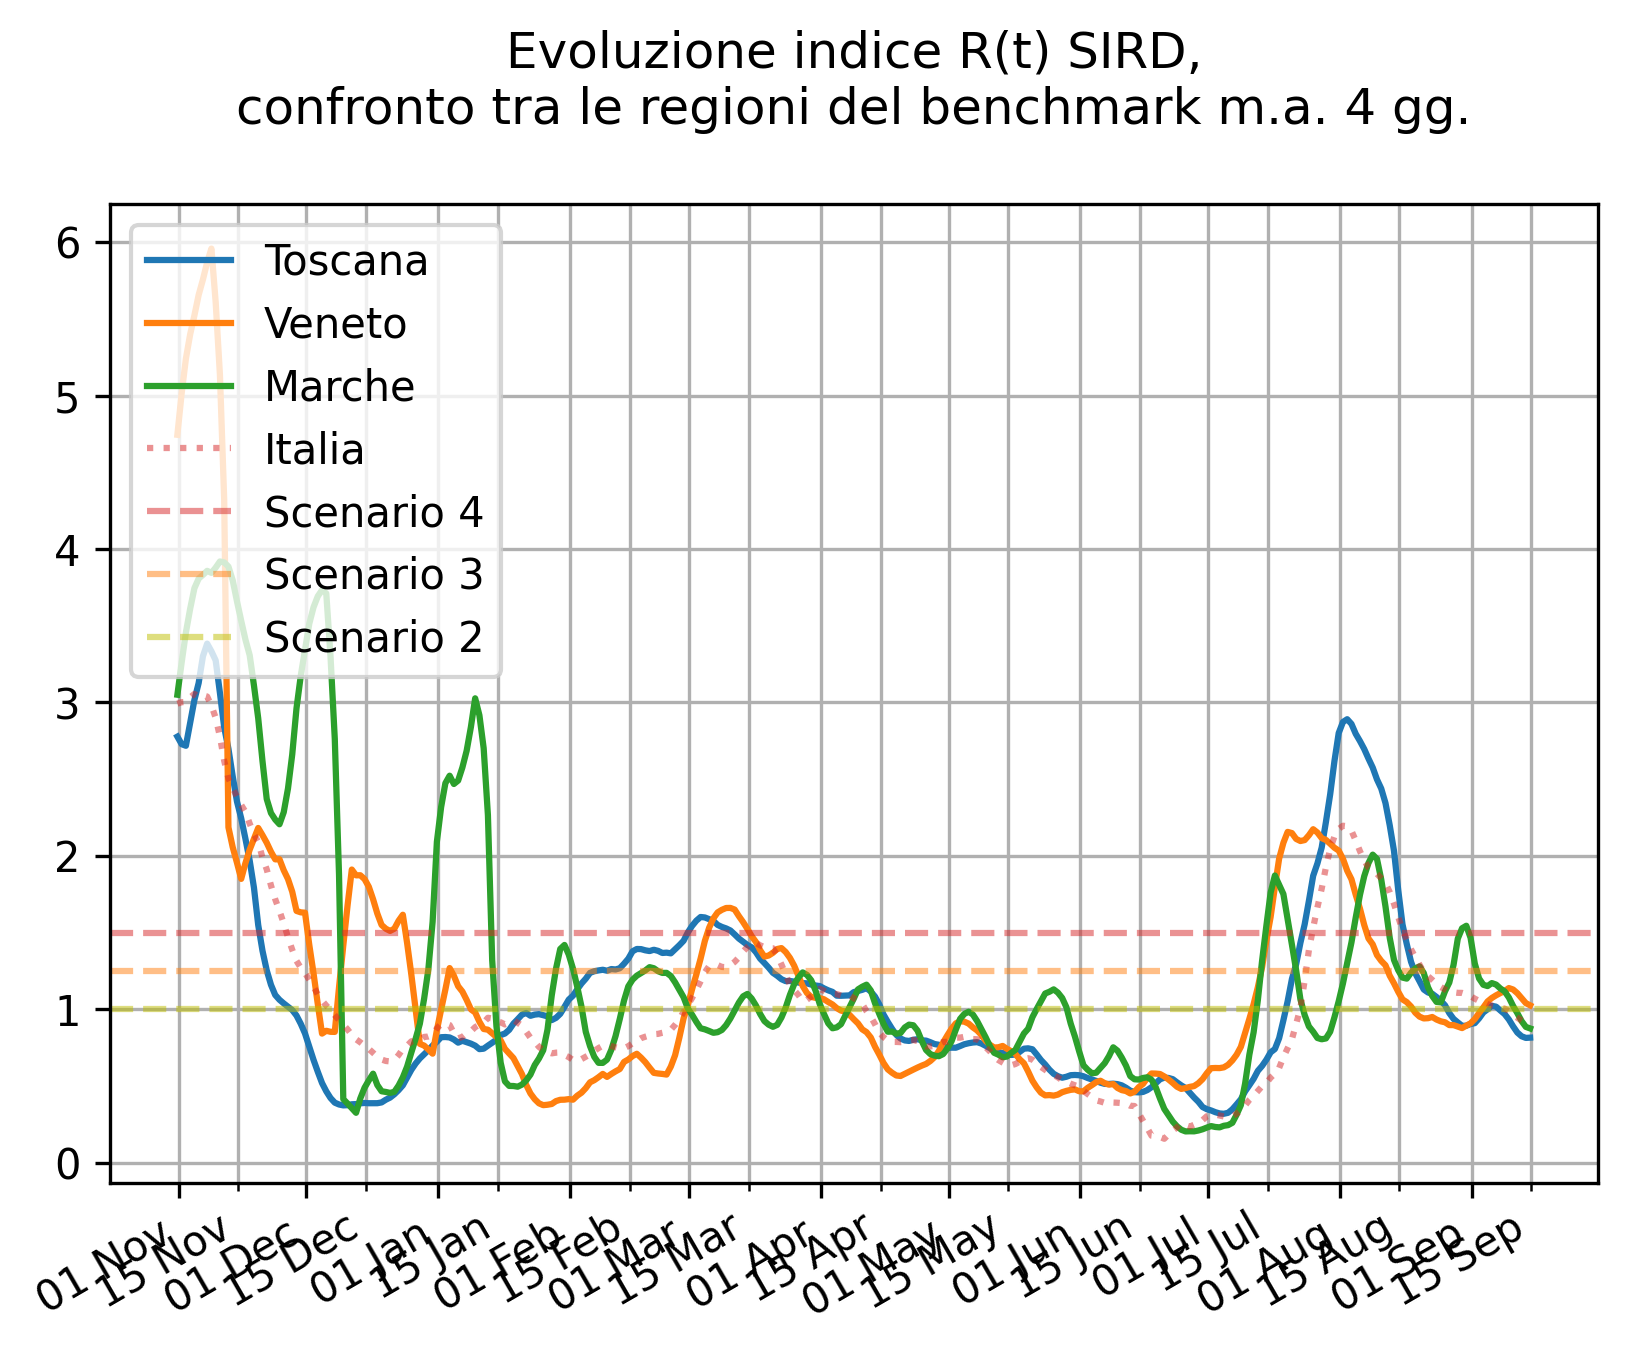 Evoluzione indice R(t) SIRD,
confronto tra le regioni del benchmark m.a. 4 gg.
6
5
4
3
2
1
0
Toscana
Veneto
Marche
Italia
Scenario 4
Scenario 3
Scenario 2
01 Nov
15 Nov
01 Dec
15 Dec
01 Jan
15 Jan
01 Feb
15 Feb
01 Mar
15 Mar
01 Apr
15 Apr
01 May
15 May
01 Jun
15 Jun
01 Jul
15 Jul
01 Aug
15 Aug
01 Sep
15 Sep